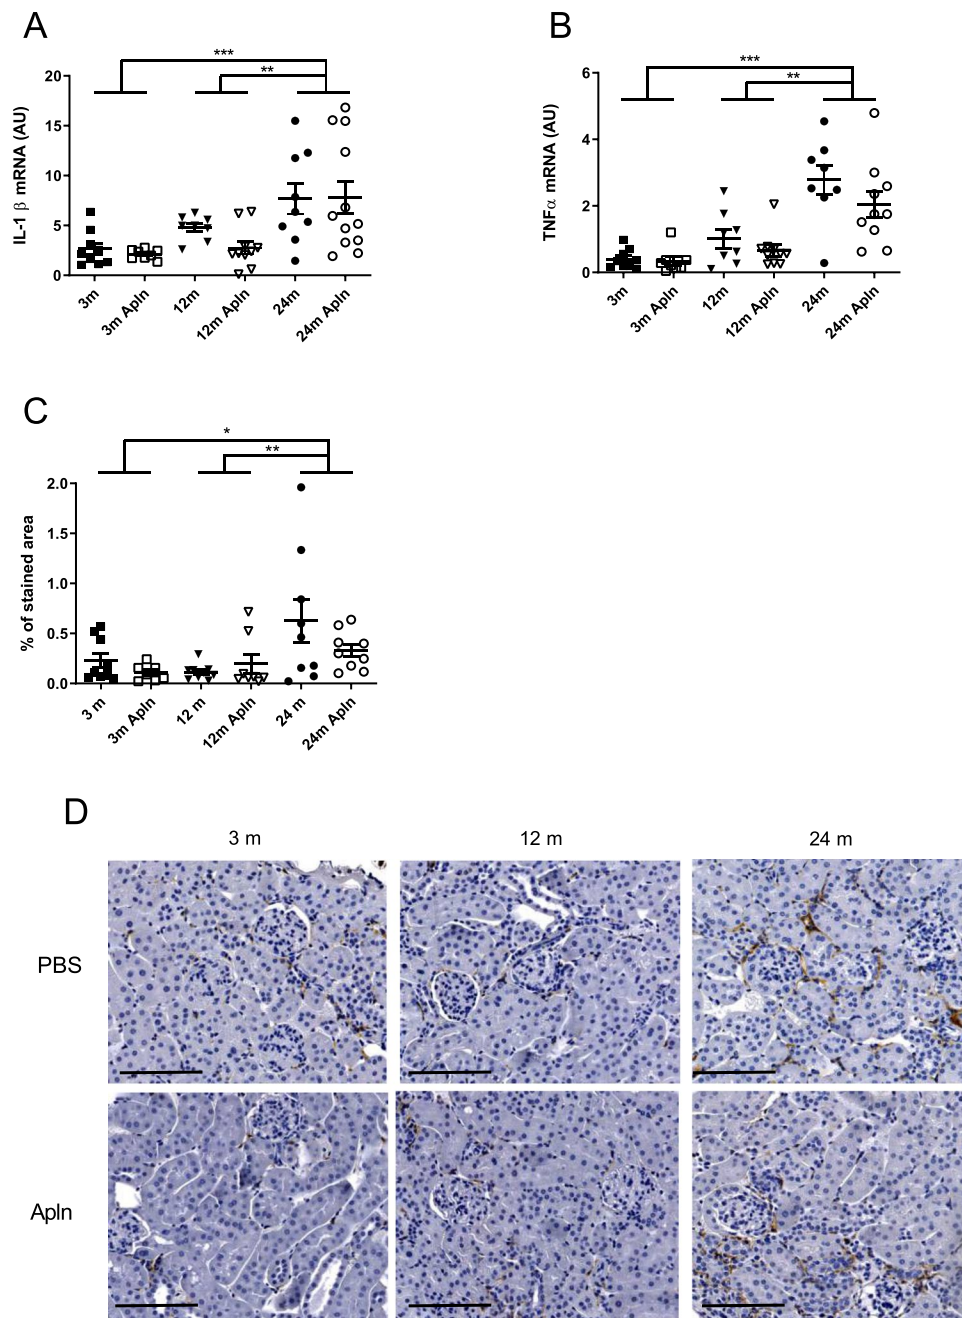 A
***
**
20
15
10
5
0
IL-1 β mRNA (AU)
3m
3m Apln
12m
12m Apln
24m
24m Apln
B
***
**
6
4
2
0
TNFα mRNA (AU)
3m
3m Apln
12m
12m Apln
24m
24m Apln
C
*
**
2.0
1.5
1.0
0.5
0.0
% of stained area
3 m
3m Apln
12 m
12m Apln
24 m
24m Apln
D
3 m
12 m
24 m
PBS
Apln